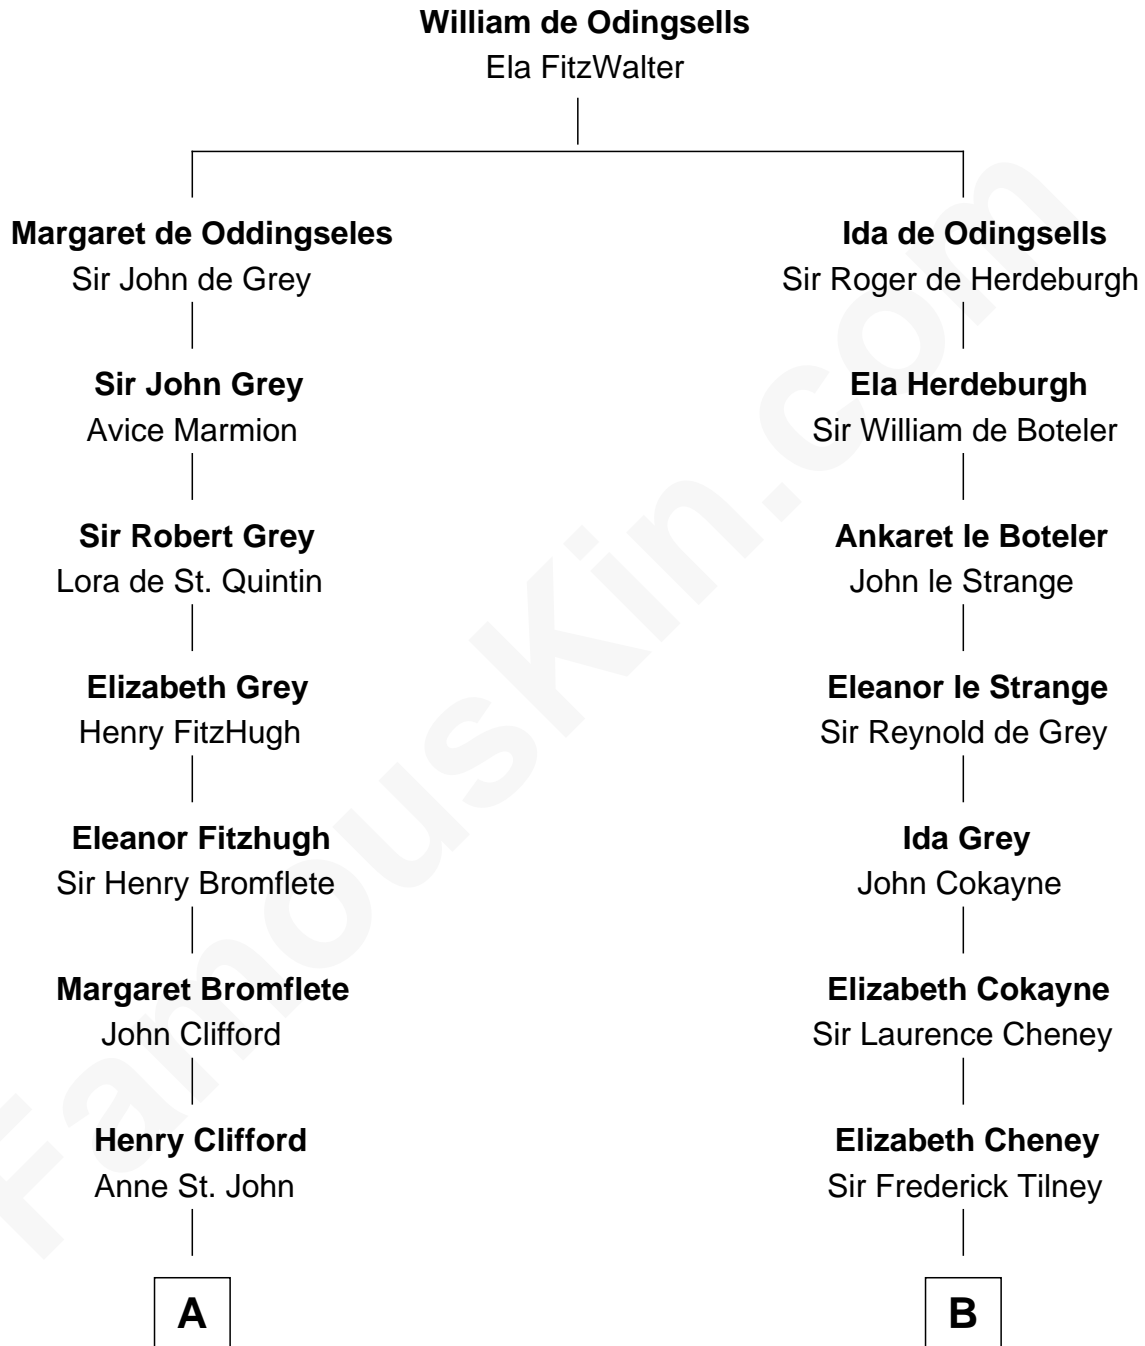 William de Odingsells
Ela FitzWalter
Margaret de Oddingseles
Sir John de Grey
Ida de Odingsells
Sir Roger de Herdeburgh
Sir John Grey
Avice Marmion
Ela Herdeburgh
Sir William de Boteler
Sir Robert Grey
Lora de St. Quintin
Ankaret le Boteler
John le Strange
Elizabeth Grey
Henry FitzHugh
Eleanor le Strange
Sir Reynold de Grey
Eleanor Fitzhugh
Sir Henry Bromflete
Ida Grey
John Cokayne
Margaret Bromflete
John Clifford
Elizabeth Cokayne
Sir Laurence Cheney
Henry Clifford
Anne St. John
Elizabeth Cheney
Sir Frederick Tilney
A
B
FamousKin.com